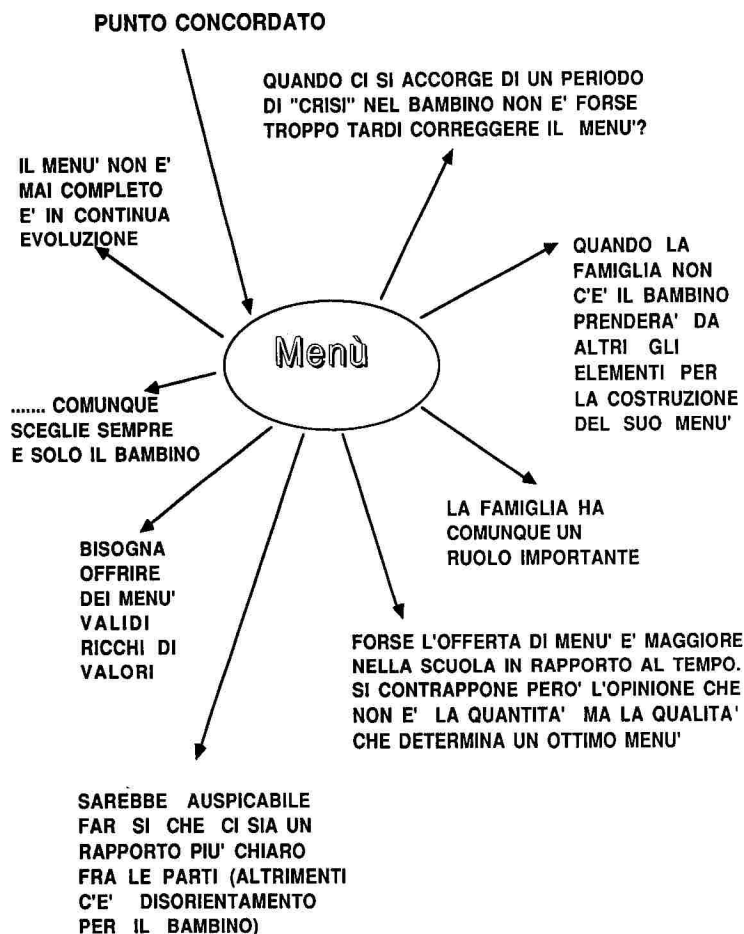 PUNTO CONCORDATO
QUANDO CI SI ACCORGE DI UN PERIODO
DI "CRISI" NEL BAMBINO NON E' FORSE
TROPPO TARDI CORREGGERE IL MENU'?
IL MENU' NON E'
MAI COMPLETO
E' IN CONTINUA
EVOLUZIONE
QUANDO LA
FAMIGLIA NON
C'E' IL BAMBINO
PRENDERA' DA
ALTRI GLI
ELEMENTI PER
LA COSTRUZIONE
DEL SUO MENU'
Menù
....... COMUNQUE
SCEGLIE SEMPRE
E SOLO IL BAMBINO
LA FAMIGLIA HA
COMUNQUE UN
RUOLO IMPORTANTE
BISOGNA
OFFRIRE
DEI MENU'
VALIDI
RICCHI DI
VALORI
FORSE L'OFFERTA DI MENU' E' MAGGIORE
NELLA SCUOLA IN RAPPORTO AL TEMPO.
SI CONTRAPPONE PERO' L'OPINIONE CHE
NON E' LA QUANTITA' MA LA QUALITA'
CHE DETERMINA UN OTTIMO MENU'
SAREBBE AUSPICABILE
FAR SI CHE CI SIA UN
RAPPORTO PIU' CHIARO
FRA LE PARTI (ALTRIMENTI
C'E' DISORIENTAMENTO
PER IL BAMBINO)